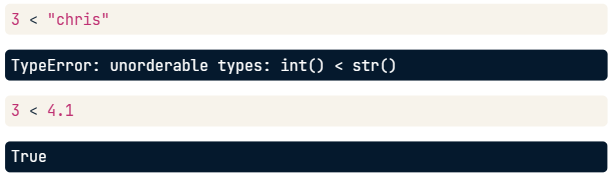 3 < "chris"
TypeError: unorderable types: int() < str()
3 < 4.1
True